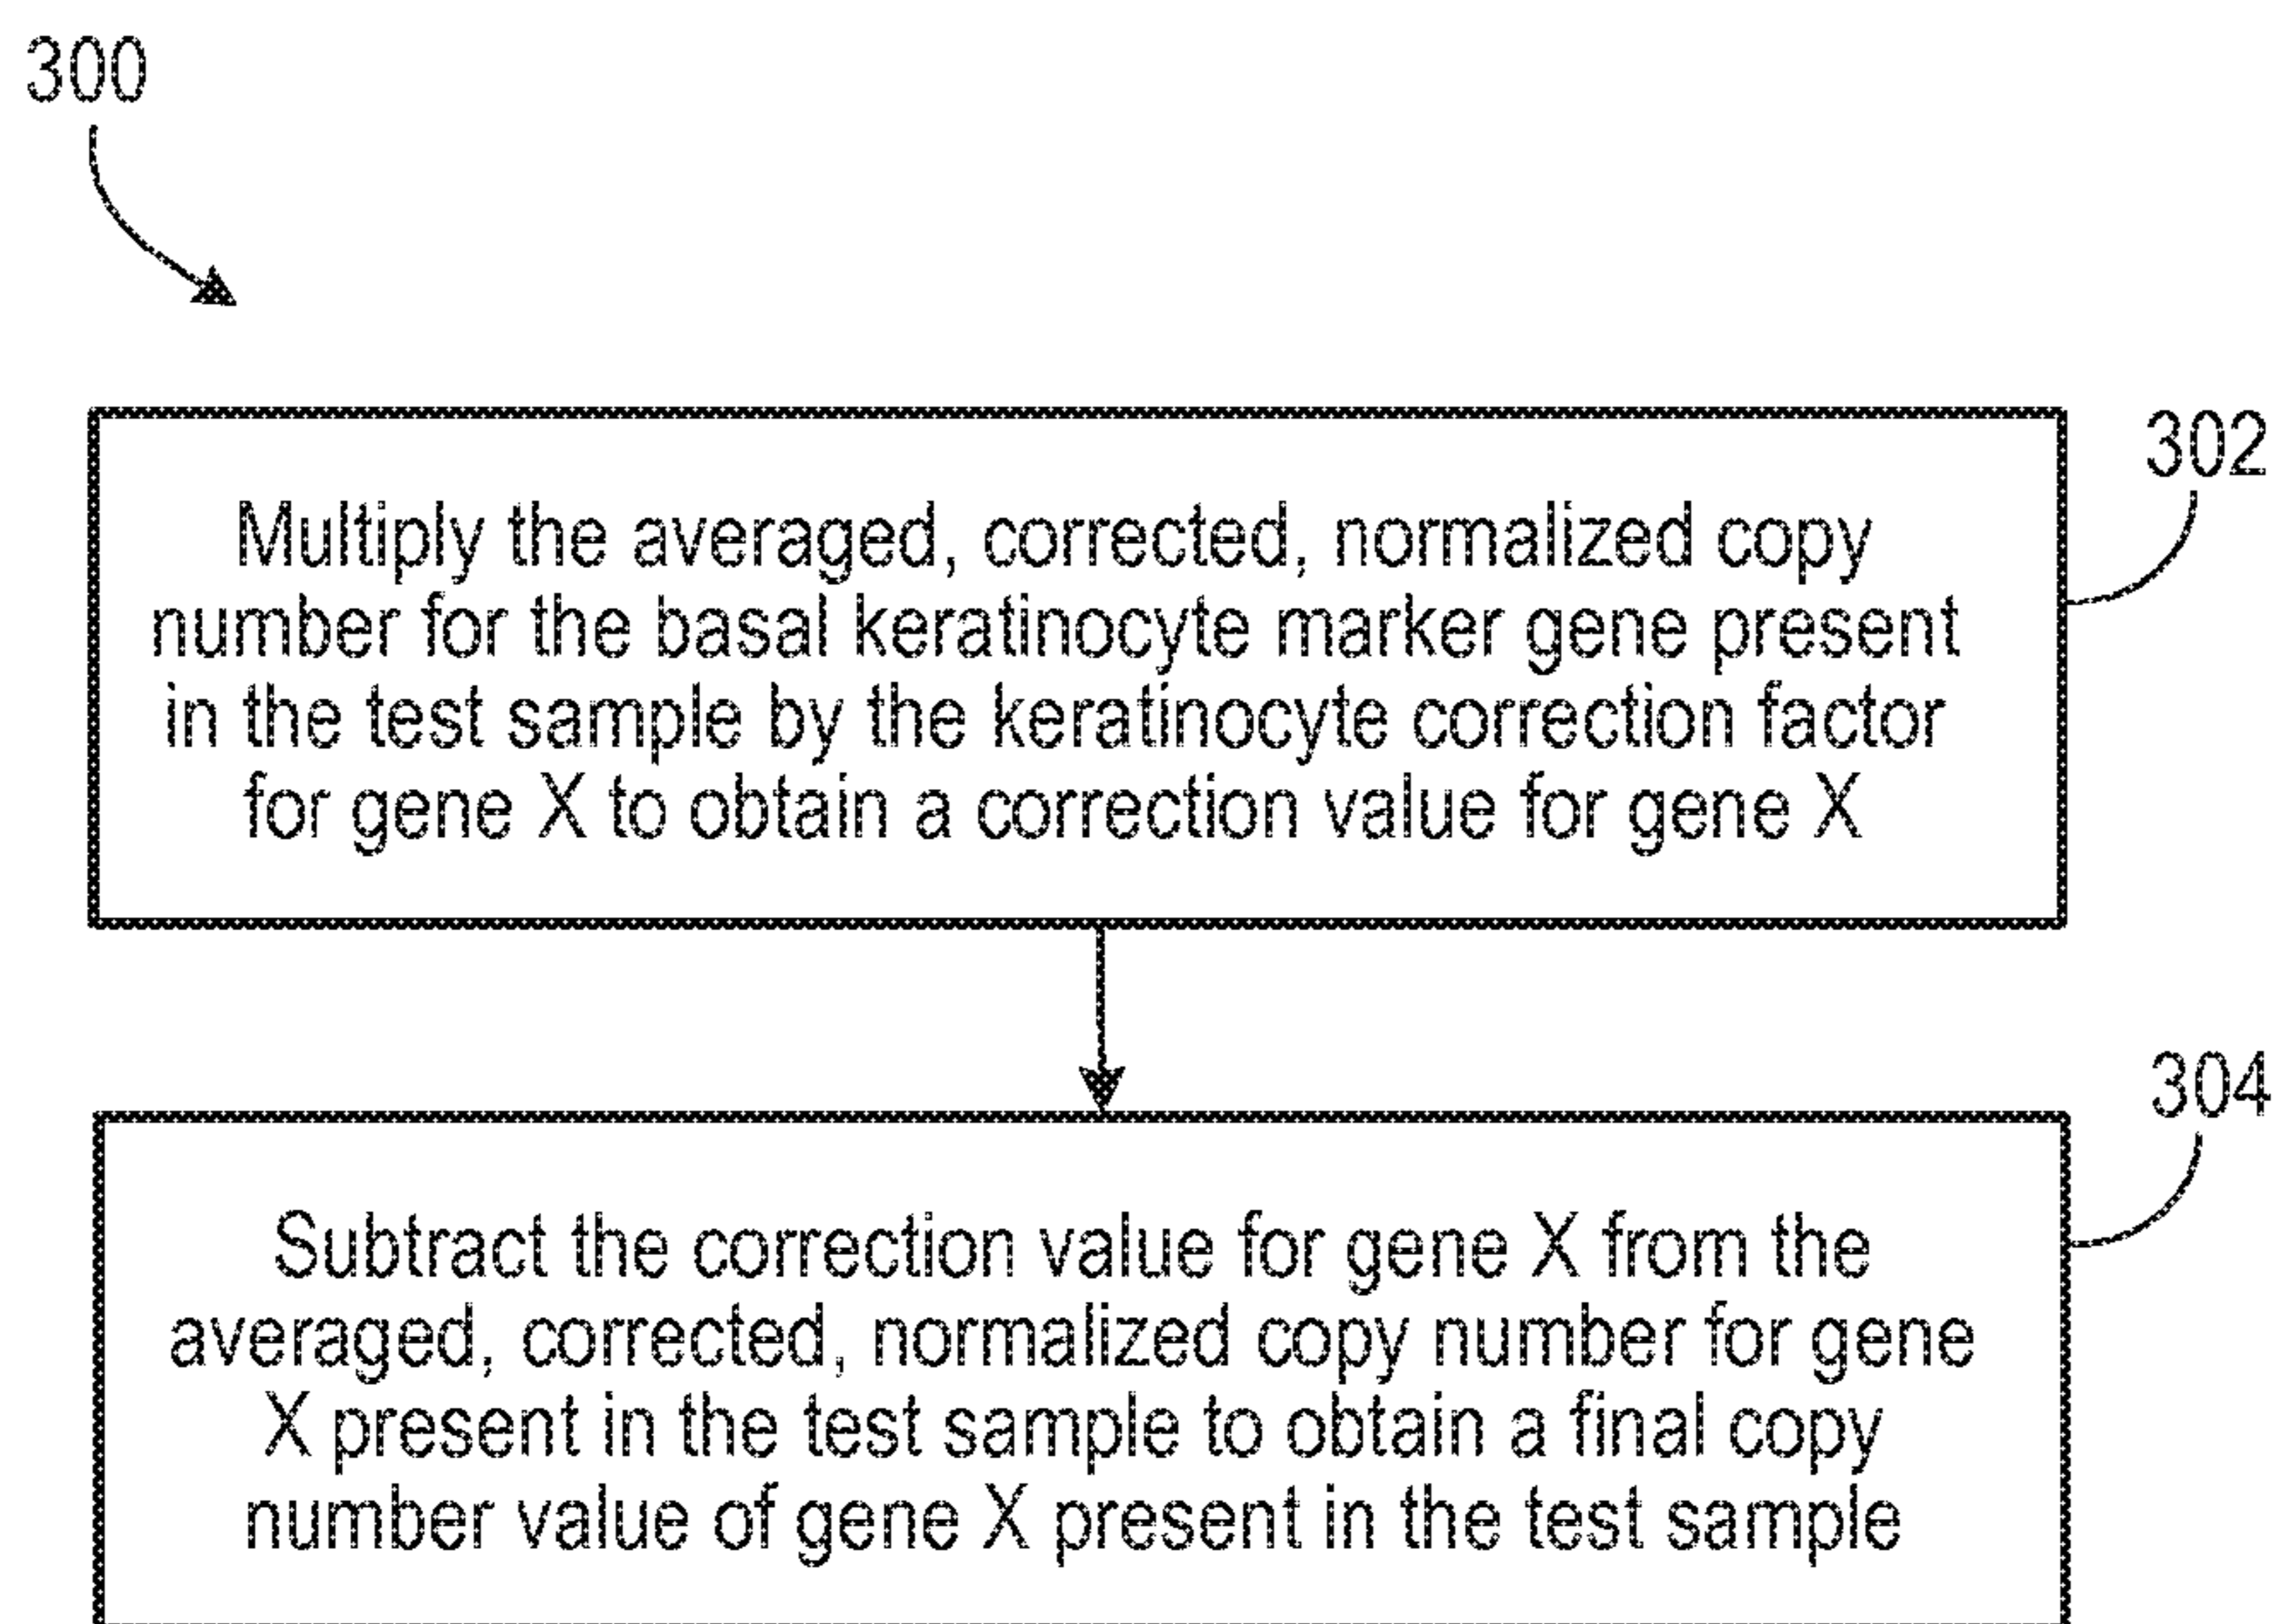 300
302
Multiply the averaged, corrected, normalized copy
number for the basal keratinocyte marker gene present
in the test sample by the keratinocyte correction factor
for gene X to obtain a correction value for gene X
304
Subtract the correction value for gene X from the
averaged, corrected, normalized copy number for gene
X present in the test sample to obtain a final copy
number value of gene X present in the test sample